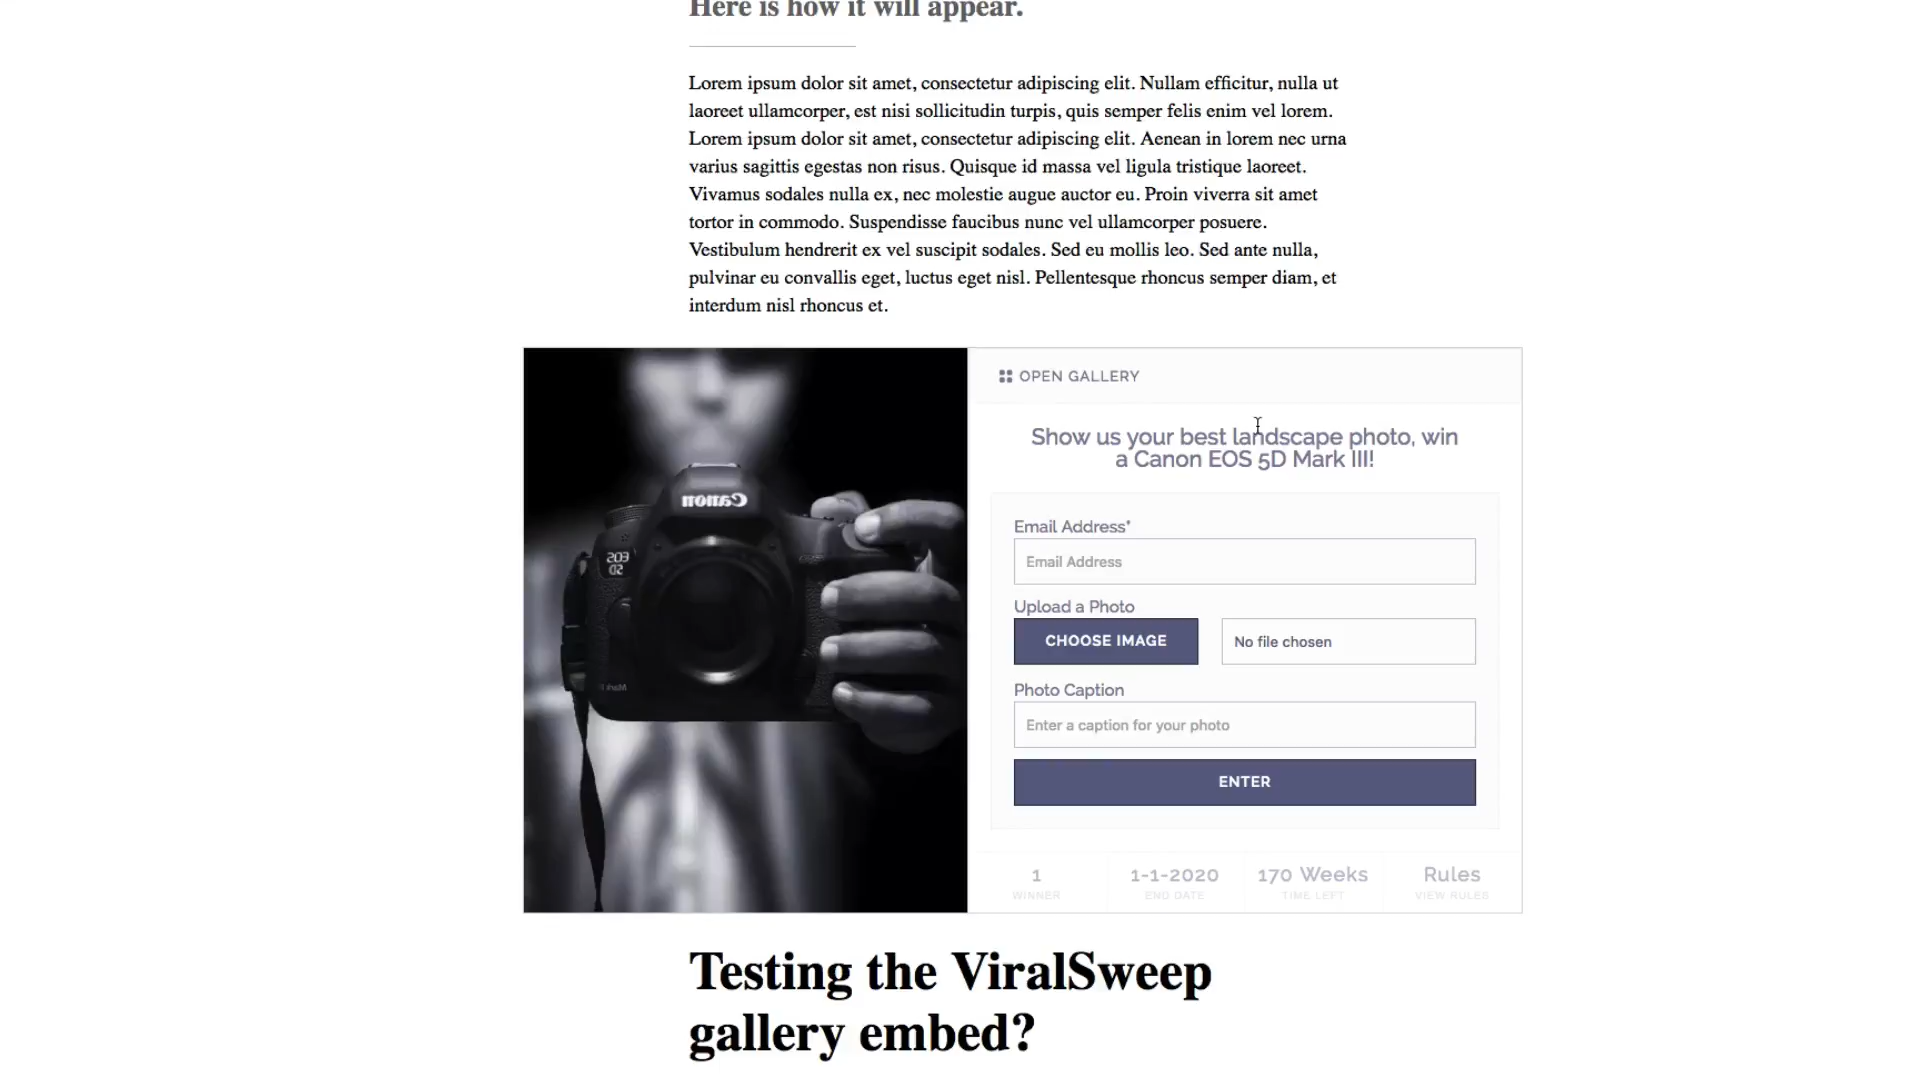 Here is how it will appear.
Lorem ipsum dolor sit amet, consectetur adipiscing elit. Nullam efficitur, nulla ut
laoreet ullamcorper, est nisi sollicitudin turpis, quis semper felis enim vel lorem.
Lorem ipsum dolor sit amet, consectetur adipiscing elit. Aenean in lorem nec urna
varius sagittis egestas non risus. Quisque id massa vel ligula tristique laoreet.
Vivamus sodales nulla ex, nec molestie augue auctor eu. Proin viverra sit amet
tortor in commodo. Suspendisse faucibus nunc vel ullamcorper posuere.
Vestibulum hendrerit ex vel suscipit sodales. Sed eu mollis leo. Sed ante nulla,
pulvinar eu convallis eget, luctus eget nisl. Pellentesque rhoncus semper diam, et
interdum nisl rhoncus et.
Canon
EOS
5D
Mark III
OPEN GALLERY
Show us your best landscape photo, win
a Canon EOS 5D Mark III!
Email Address*
Email Address
Upload a Photo
CHOOSE IMAGE
No file chosen
Photo Caption
Enter a caption for your photo
ENTER
1
WINNER
1-1-2020
END DATE
170 Weeks
TIME LEFT
Rules
VIEW RULES
Testing the ViralSweep
gallery embed?